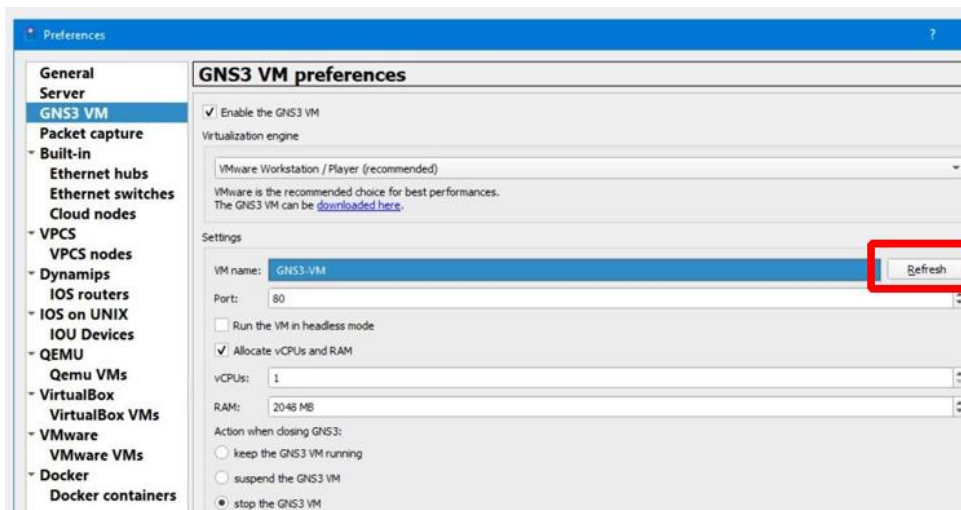 Preferences
?
General
Server
GNS3 VM
Packet capture
Built-in
Ethernet hubs
Ethernet switches
Cloud nodes
VPCS
VPCS nodes
Dynamips
IOS routers
IOS on UNIX
IOU Devices
QEMU
Qemu VMs
VirtualBox
VirtualBox VMs
VMware
VMware VMs
Docker
Docker containers
GNS3 VM preferences
Enable the GNS3 VM
Virtualization engine
VMware Workstation / Player (recommended)
VMware is the recommended choice for best performances.
The GNS3 VM can be downloaded here.
Settings
VM name: GNS3-VM Refresh
Port: 80
Run the VM in headless mode
Allocate vCPUs and RAM
vCPUs: 1
RAM: 2048 MB
Action when closing GNS3:
keep the GNS3 VM running
suspend the GNS3 VM
stop the GNS3 VM